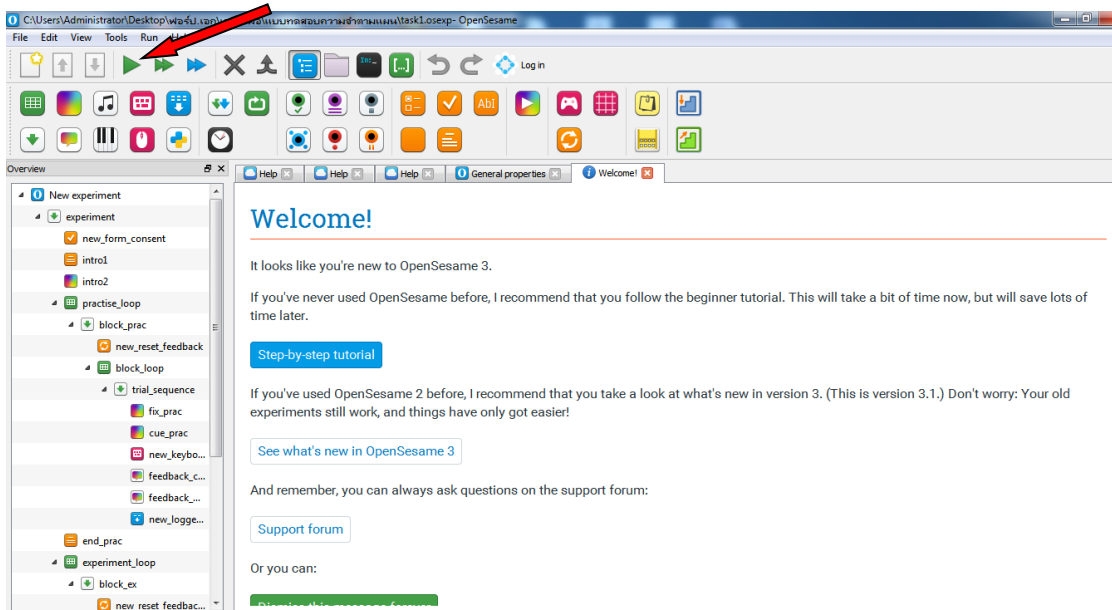 C:\Users\Administrator\Desktop\ฟอร์ป.เอก\แบบทดสอบความจำตามแผน\task1.osexp- OpenSesame
File Edit View Tools Run
Log in
Overview
Help Help Help General properties Welcome!
New experiment
experiment
new_form_consent
intro1
intro2
practise_loop
block_prac
new_reset_feedback
block_loop
trial_sequence
fix_prac
cue_prac
new_keybo...
feedback_c...
feedback_...
new_logge...
end_prac
experiment_loop
block_ex
new_reset_feedbac...
Welcome!
It looks like you're new to OpenSesame 3.
If you've never used OpenSesame before, I recommend that you follow the beginner tutorial. This will take a bit of time now, but will save lots of
time later.
Step-by-step tutorial
If you've used OpenSesame 2 before, I recommend that you take a look at what's new in version 3. (This is version 3.1.) Don't worry: Your old
experiments still work, and things have only got easier!
See what's new in OpenSesame 3
And remember, you can always ask questions on the support forum:
Support forum
Or you can:
Dismiss this message forever